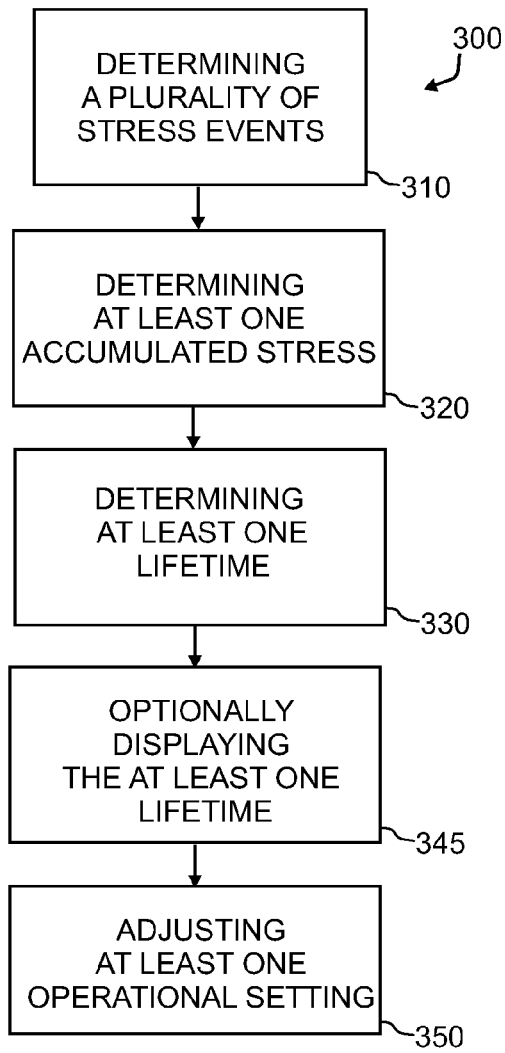 300
DETERMINING
A PLURALITY OF
STRESS EVENTS
310
DETERMINING
AT LEAST ONE
ACCUMULATED STRESS
320
DETERMINING
AT LEAST ONE
LIFETIME
330
OPTIONALLY
DISPLAYING
THE AT LEAST ONE
LIFETIME
345
ADJUSTING
AT LEAST ONE
OPERATIONAL SETTING
350